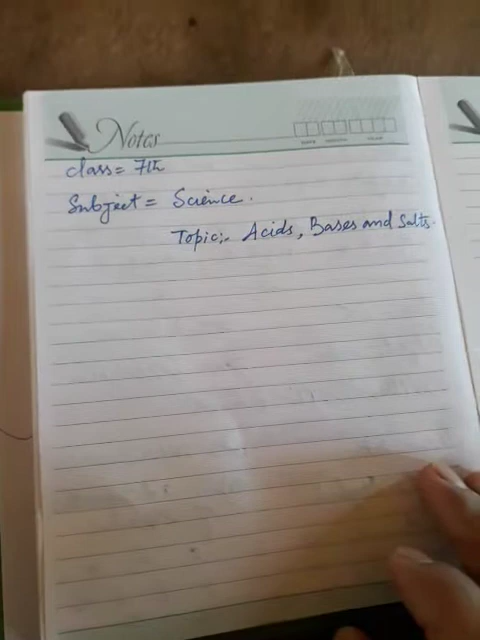 Notes
class = 7th
Subject = Science.
Topic:- Acids, Bases and Salts.